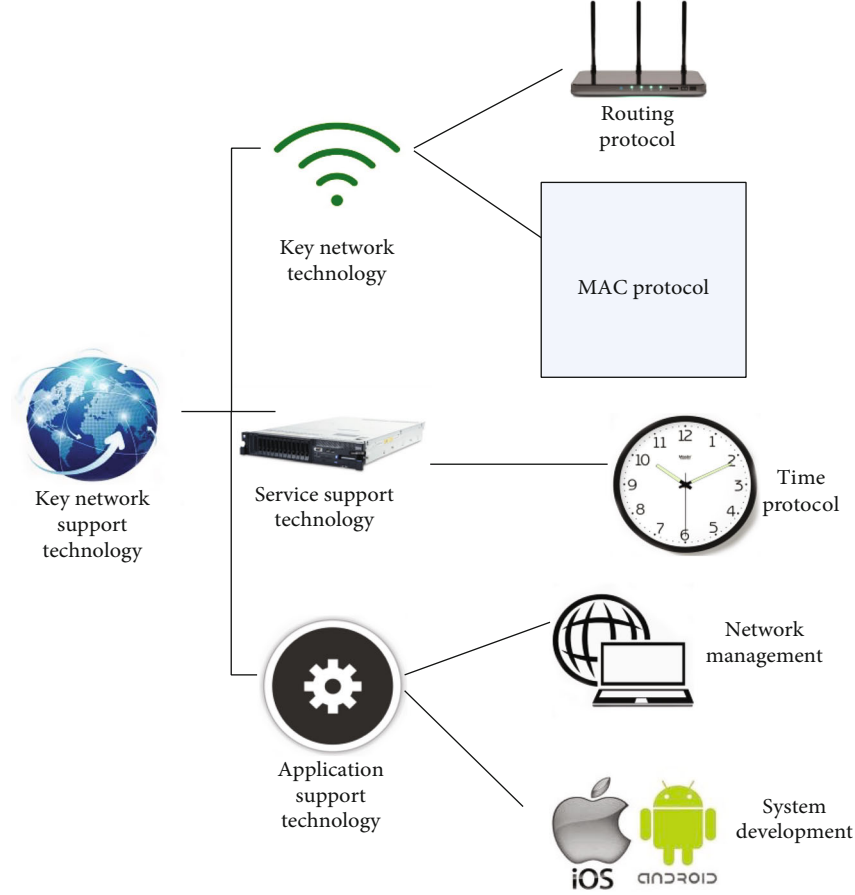 Routing
protocol
Key network
technology
MAC protocol
Key network
support
technology
Service support
technology
12
1
2
3
4
5
6
7
8
9
10
11
Time
protocol
Application
support
technology
Network
management
iOS
ANDROID
System
development